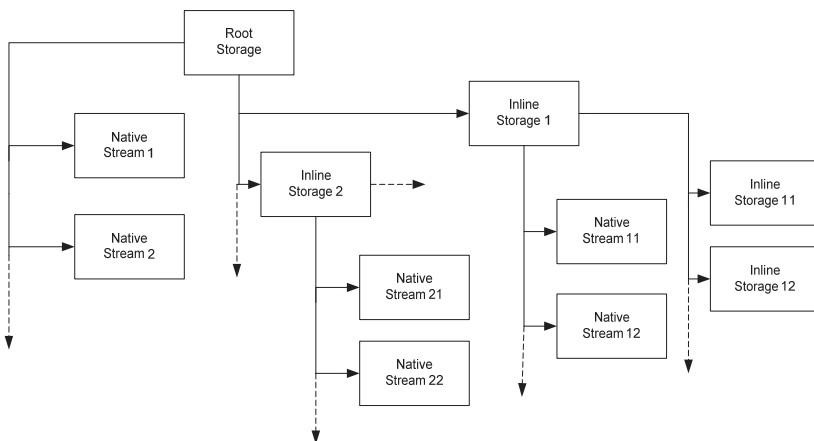 Root
Storage
Native
Stream 1
Native
Stream 2
Inline
Storage 1
Inline
Storage 2
Native
Stream 21
Native
Stream 22
Native
Stream 11
Native
Stream 12
Inline
Storage 11
Inline
Storage 12